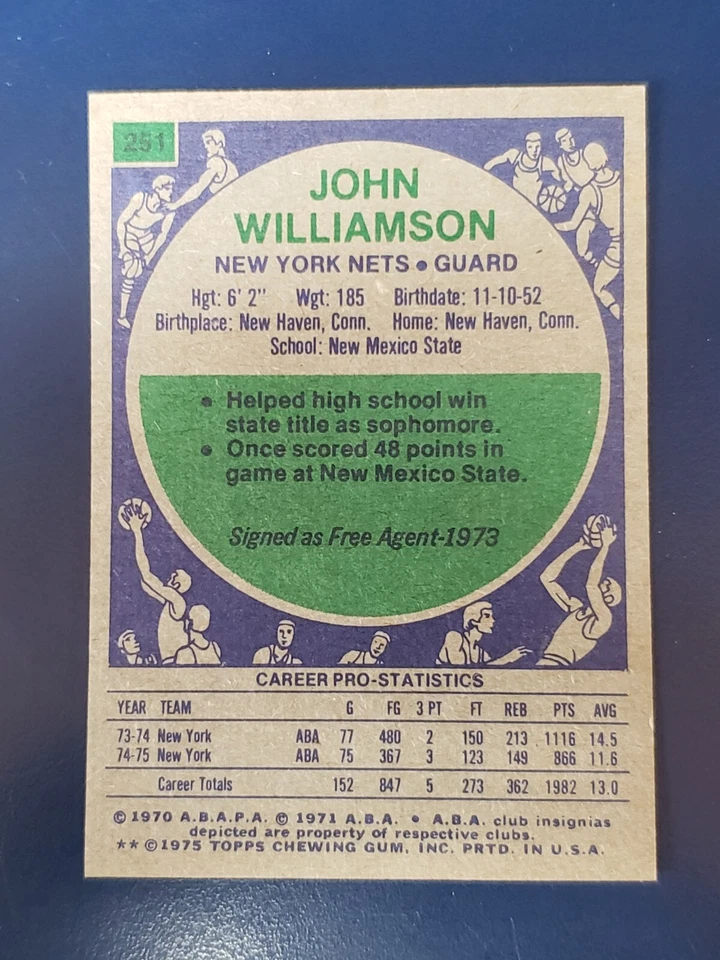 251
JOHN
WILLIAMSON
NEW YORK NETS • GUARD
Hgt: 6' 2" Wgt: 185 Birthdate: 11-10-52
Birthplace: New Haven, Conn. Home: New Haven, Conn.
School: New Mexico State
• Helped high school win
state title as sophomore.
• Once scored 48 points in
game at New Mexico State.
Signed as Free Agent-1973
CAREER PRO-STATISTICS
YEAR TEAM G FG 3 PT FT REB PTS AVG
73-74 New York ABA 77 480 2 150 213 1116 14.5
74-75 New York ABA 75 367 3 123 149 866 11.6
Career Totals 152 847 5 273 362 1982 13.0
© 1970 A.B.A.P.A. © 1971 A.B.A. • A.B.A. club insignias
depicted are property of respective clubs.
** © 1975 TOPPS CHEWING GUM, INC. PRTD. IN U.S.A.